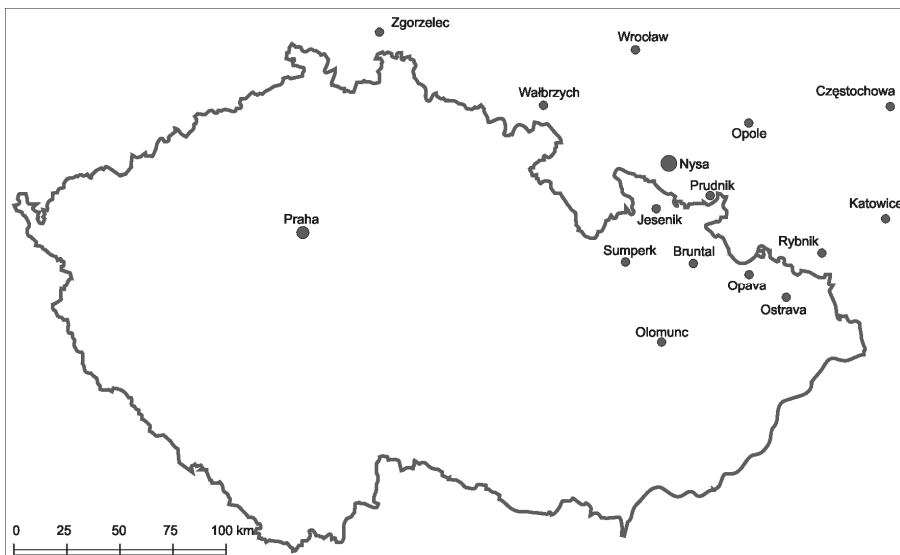 Zgorzelec
Wrocław
Wałbrzych
Częstochowa
Opole
Nysa
Prudnik
Jesenik
Katowice
Praha
Sumperk
Bruntal
Rybnik
Opava
Ostrava
Olomunc
0 25 50 75 100 km